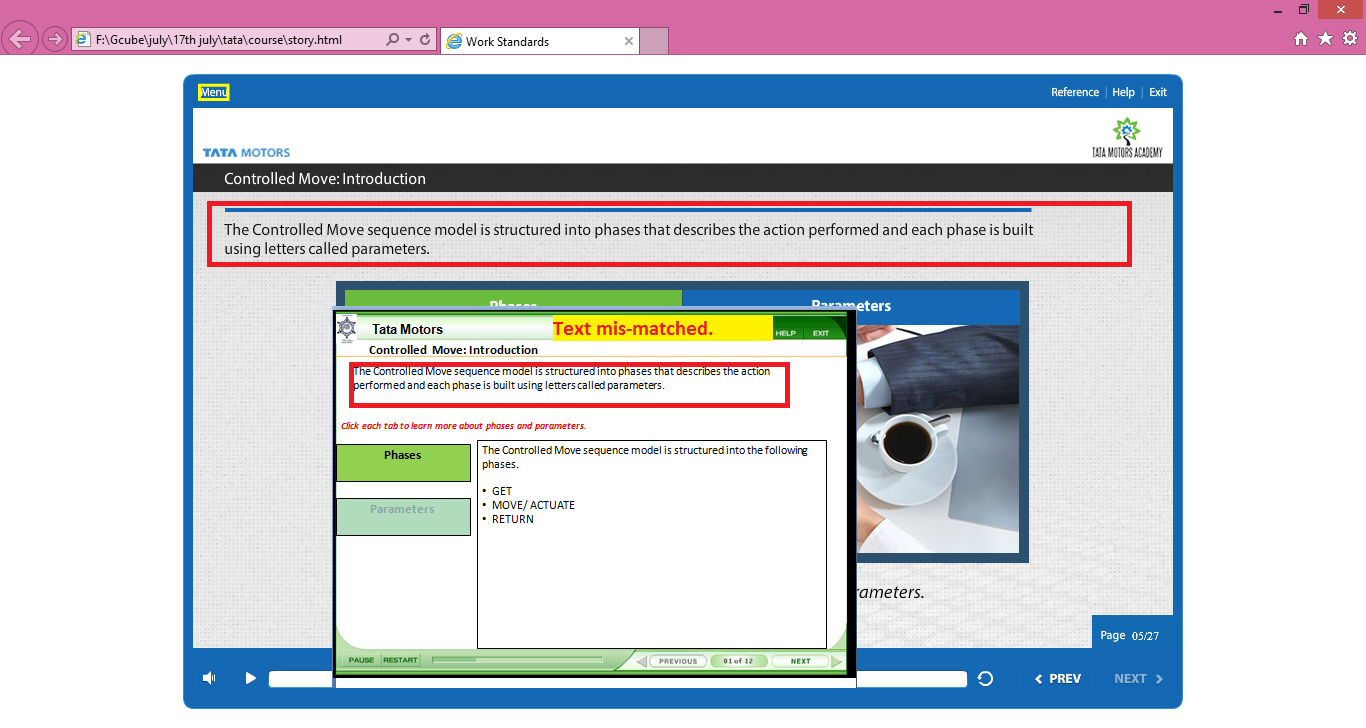 F:\Gcube\july\17th july\tata\course\story.html
Work Standards
Menu
Reference | Help | Exit
TATA MOTORS
TATA MOTORS ACADEMY
Controlled Move: Introduction
The Controlled Move sequence model is structured into phases that describes the action performed and each phase is built
using letters called parameters.
Phases
Parameters
Tata Motors
Text mis-matched.
HELP
EXIT
Controlled Move: Introduction
The Controlled Move sequence model is structured into phases that describes the action
performed and each phase is built using letters called parameters.
Click each tab to learn more about phases and parameters.
Phases
Parameters
The Controlled Move sequence model is structured into the following
phases.
• GET
• MOVE/ ACTUATE
• RETURN
rameters.
PAUSE
RESTART
PREVIOUS
01 of 12
NEXT
Page 05/27
PREV
NEXT